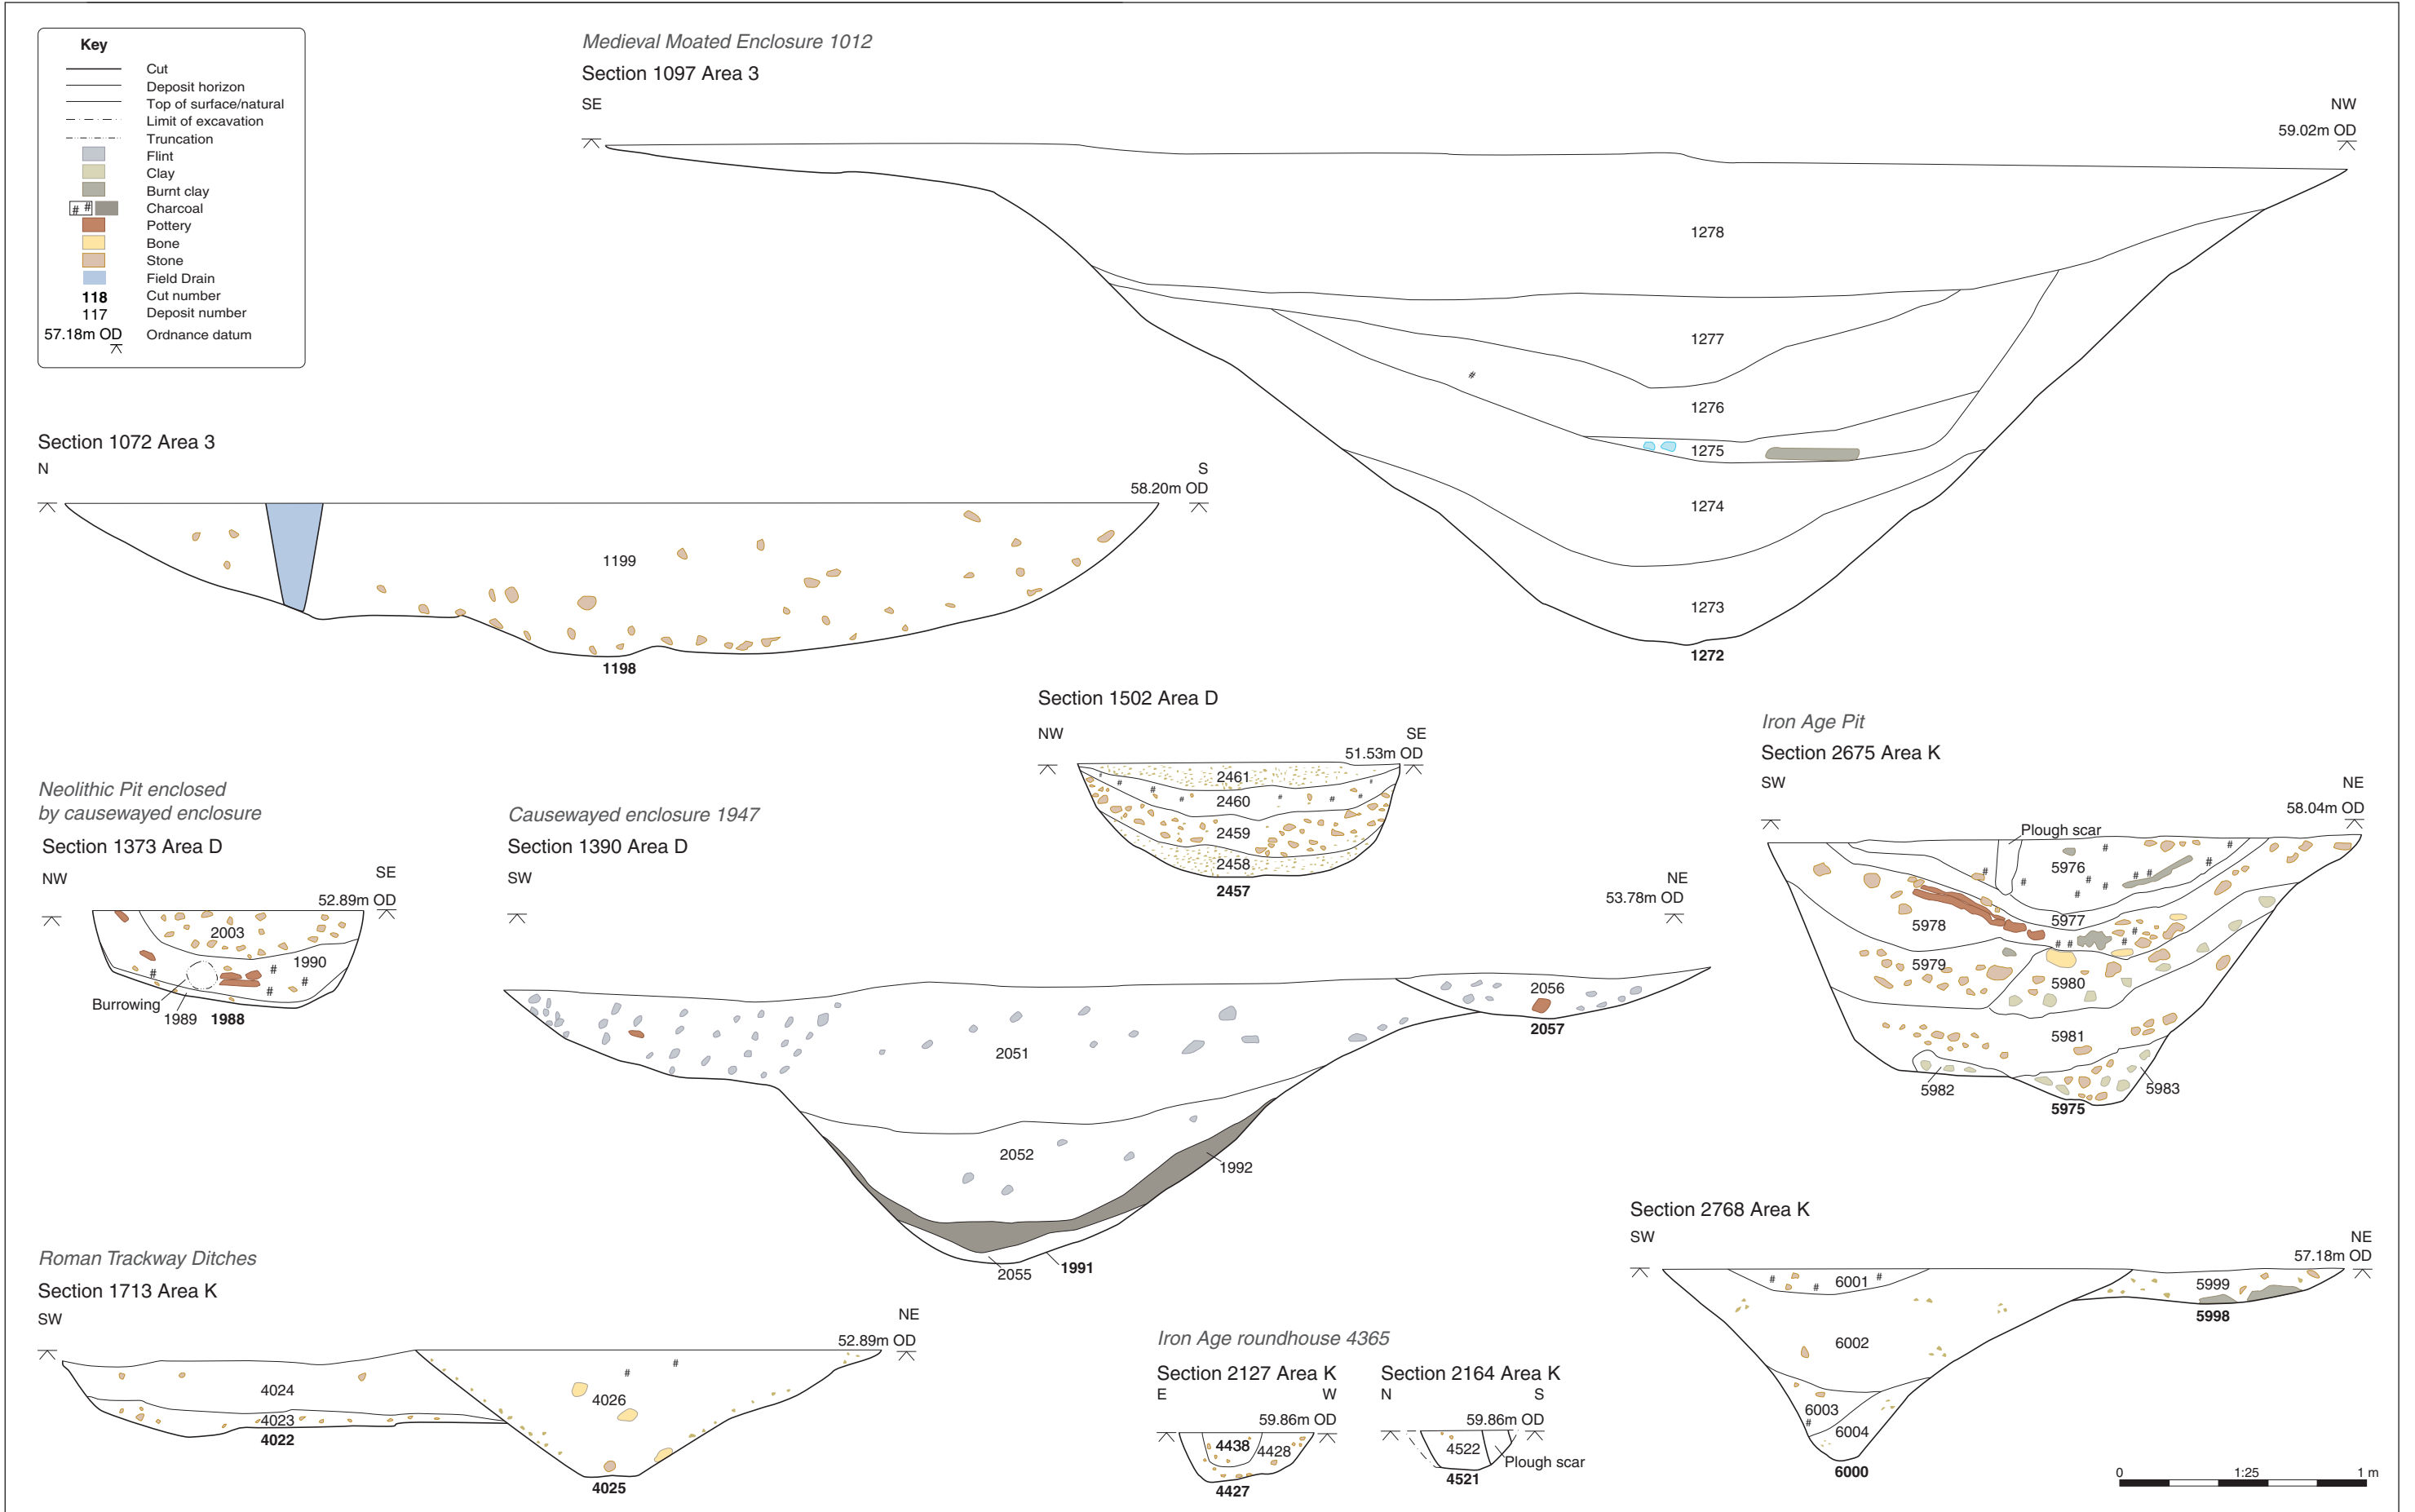 Key
Cut
Deposit horizon
Top of surface/natural
Limit of excavation
Truncation
Flint
Clay
Burnt clay
# # Charcoal
Pottery
Bone
Stone
Field Drain
118 Cut number
117 Deposit number
57.18m OD Ordnance datum
Medieval Moated Enclosure 1012
Section 1097 Area 3
SE NW
59.02m OD
1278
1277
#
1276
1275
1274
1273
1272
Section 1072 Area 3
N S
58.20m OD
1199
1198
Section 1502 Area D
NW SE
51.53m OD
2461
2460
2459
2458
2457
Iron Age Pit
Section 2675 Area K
SW NE
58.04m OD
Plough scar
5976
5977
5978
5979
5980
5981
5982
5983
5975
Neolithic Pit enclosed
by causewayed enclosure
Section 1373 Area D
NW SE
52.89m OD
2003
1990
Burrowing
1989 1988
Causewayed enclosure 1947
Section 1390 Area D
SW NE
53.78m OD
2056
2057
2051
2052
1992
2055 1991
Roman Trackway Ditches
Section 1713 Area K
SW NE
52.89m OD
4024
4026
4023
4022
4025
Iron Age roundhouse 4365
Section 2127 Area K
E W
59.86m OD
4438 4428
4427
Section 2164 Area K
N S
59.86m OD
4522
Plough scar
4521
Section 2768 Area K
SW NE
57.18m OD
6001
5999
5998
6002
6003
6004
6000
0 1:25 1 m